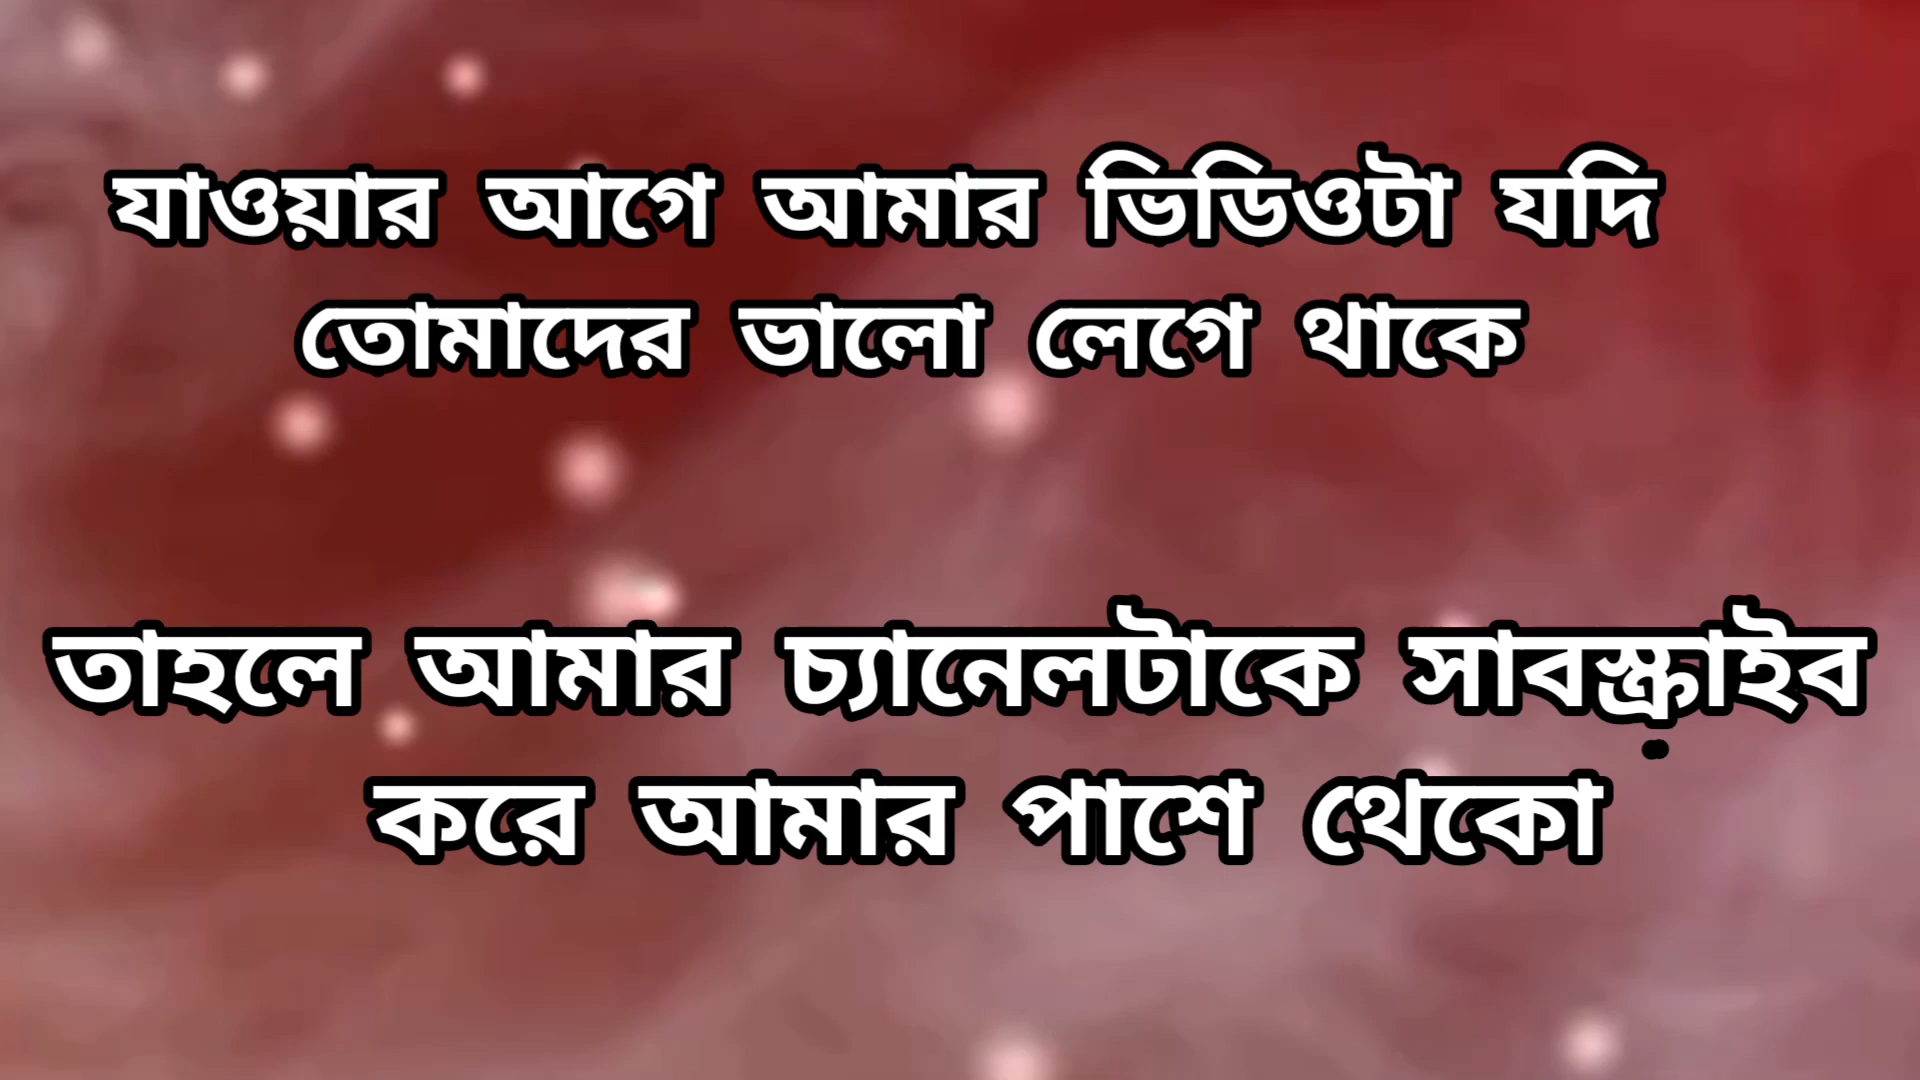 যাওয়ার আগে আমার ভিডিওটা যদি
তোমাদের ভালো লেগে থাকে
তাহলে আমার চ্যানেলটাকে সাবস্ক্রাইব
করে আমার পাশে থেকো